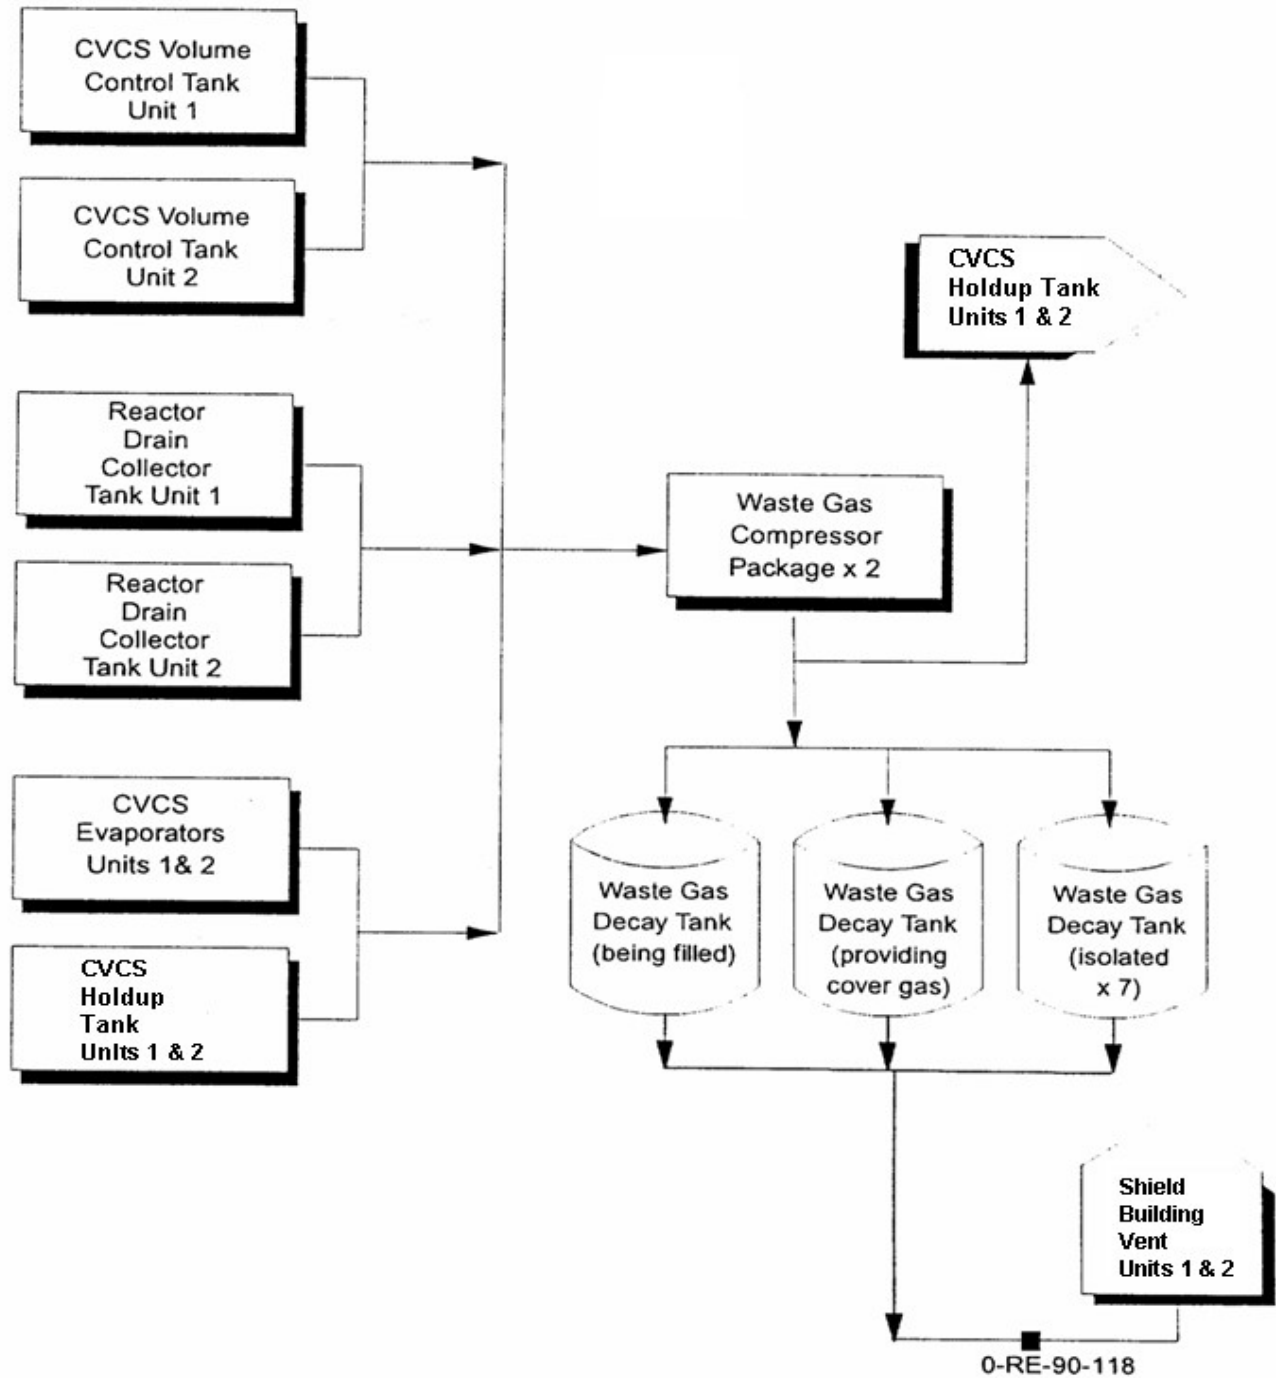 CVCS Volume
Control Tank
Unit 1
CVCS Volume
Control Tank
Unit 2
CVCS
Holdup Tank
Units 1 & 2
Reactor
Drain
Collector
Tank Unit 1
Waste Gas
Compressor
Package x 2
Reactor
Drain
Collector
Tank Unit 2
CVCS
Evaporators
Units 1& 2
Waste Gas
Decay Tank
(being filled)
Waste Gas
Decay Tank
(providing
cover gas)
Waste Gas
Decay Tank
(isolated
x 7)
CVCS
Holdup
Tank
Units 1 & 2
Shield
Building
Vent
Units 1 & 2
0-RE-90-118